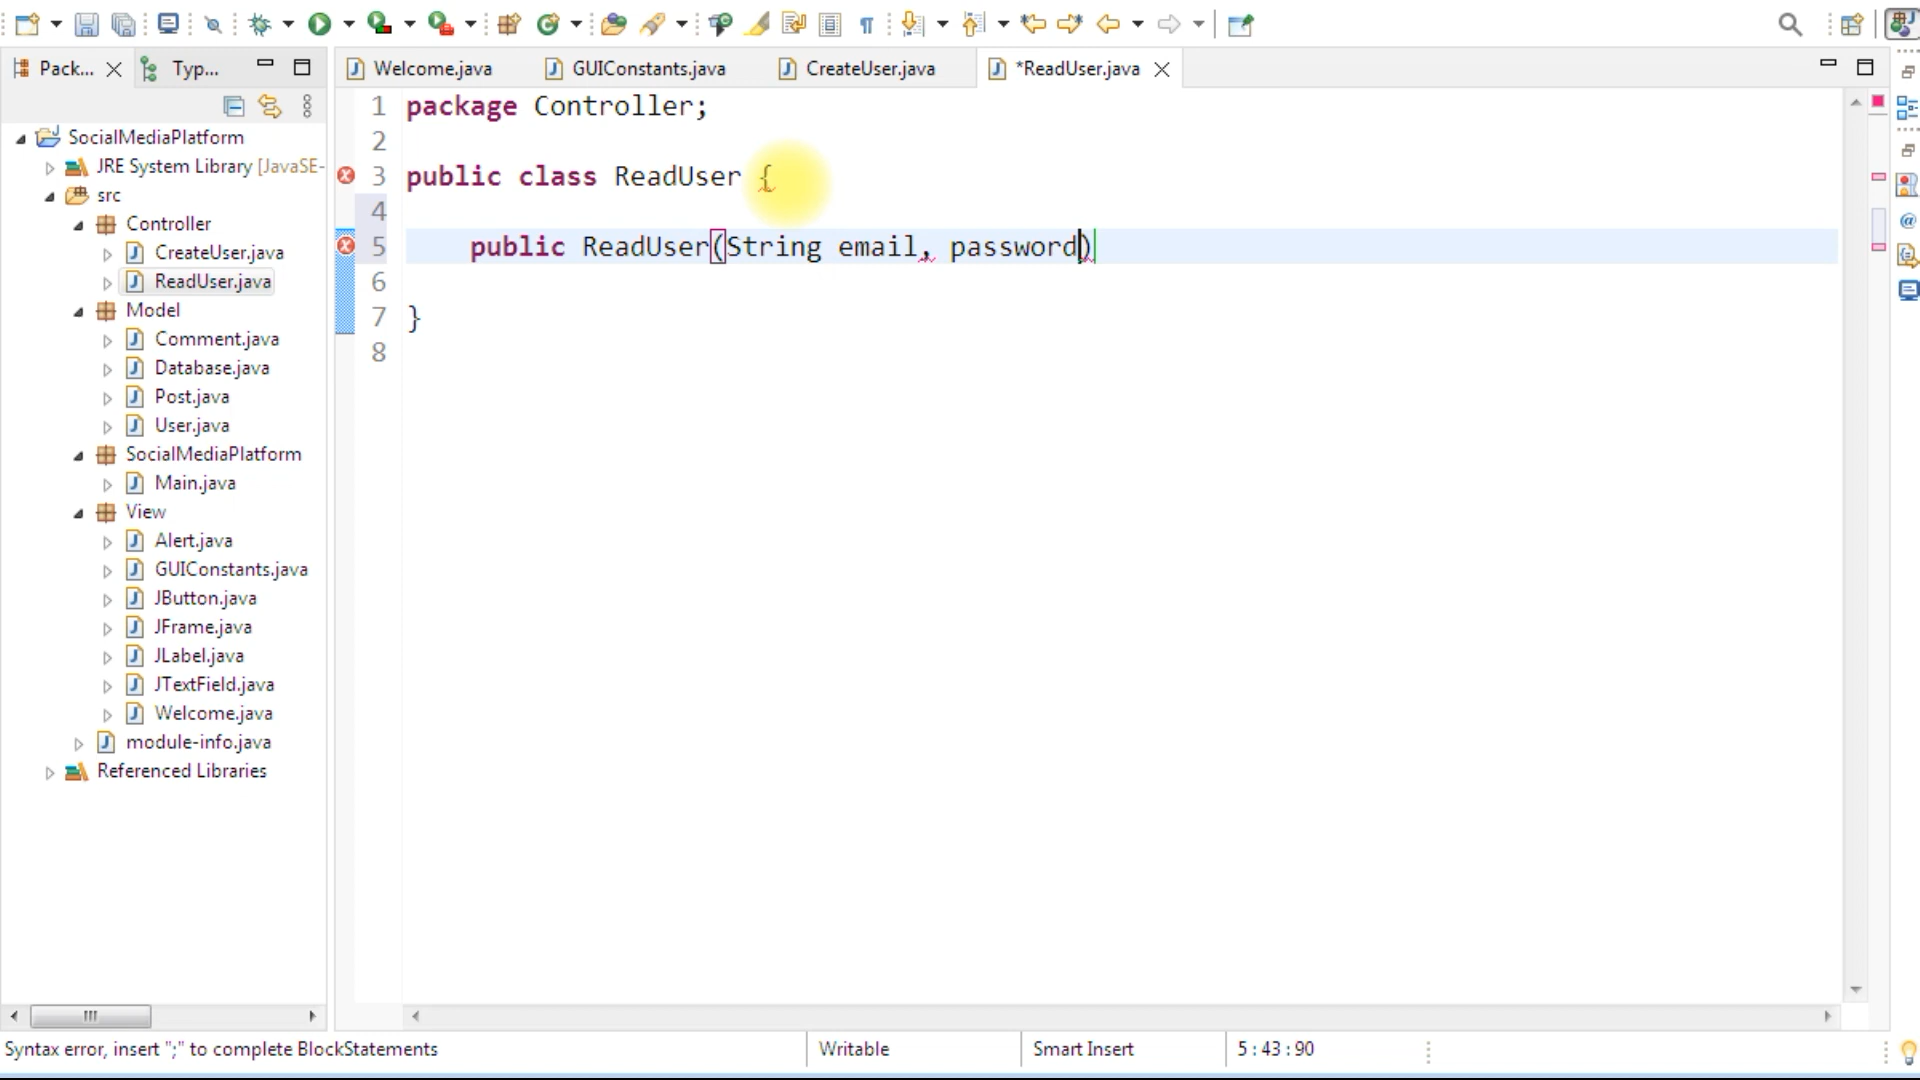 Pack...
Typ...
Welcome.java
GUIConstants.java
CreateUser.java
*ReadUser.java
SocialMediaPlatform
JRE System Library [JavaSE-
src
Controller
CreateUser.java
ReadUser.java
Model
Comment.java
Database.java
Post.java
User.java
SocialMediaPlatform
Main.java
View
Alert.java
GUIConstants.java
JButton.java
JFrame.java
JLabel.java
JTextField.java
Welcome.java
module-info.java
Referenced Libraries
1 package Controller;
2
3 public class ReadUser {
4
5 public ReadUser(String email, password)
6
7 }
8
Syntax error, insert ";" to complete BlockStatements
Writable
Smart Insert
5 : 43 : 90